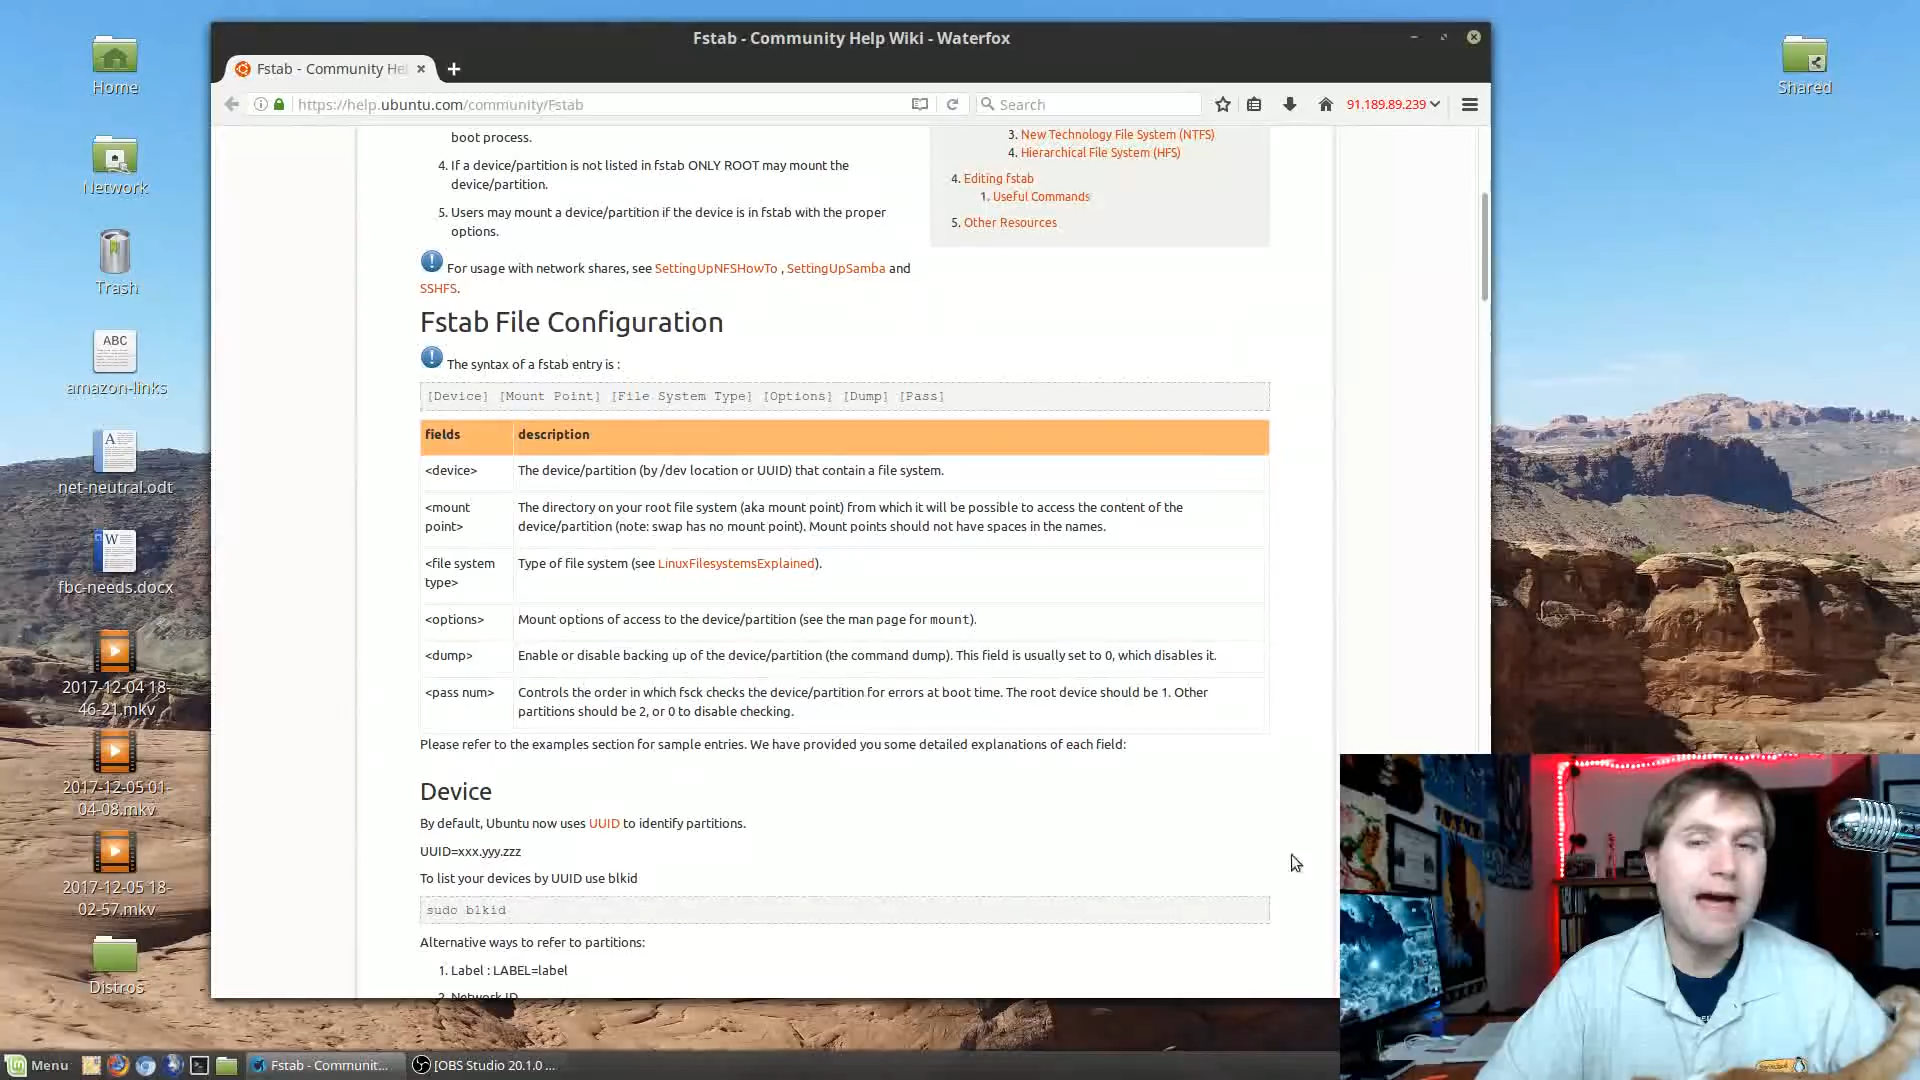 Fstab - Community Help Wiki - Waterfox
Fstab - Community Hel
https://help.ubuntu.com/community/Fstab
Search
91.189.89.239
boot process.
4. If a device/partition is not listed in fstab ONLY ROOT may mount the
device/partition.
5. Users may mount a device/partition if the device is in fstab with the proper
options.
For usage with network shares, see SettingUpNFSHowTo , SettingUpSamba and
SSHFS.
3. New Technology File System (NTFS)
4. Hierarchical File System (HFS)
4. Editing fstab
1. Useful Commands
5. Other Resources
Fstab File Configuration
The syntax of a fstab entry is :
[Device] [Mount Point] [File System Type] [Options] [Dump] [Pass]
fields description
<device> The device/partition (by /dev location or UUID) that contain a file system.
<mount
point>
The directory on your root file system (aka mount point) from which it will be possible to access the content of the
device/partition (note: swap has no mount point). Mount points should not have spaces in the names.
<file system
type>
Type of file system (see LinuxFilesystemsExplained).
<options> Mount options of access to the device/partition (see the man page for mount).
<dump> Enable or disable backing up of the device/partition (the command dump). This field is usually set to 0, which disables it.
<pass num> Controls the order in which fsck checks the device/partition for errors at boot time. The root device should be 1. Other
partitions should be 2, or 0 to disable checking.
Please refer to the examples section for sample entries. We have provided you some detailed explanations of each field:
Device
By default, Ubuntu now uses UUID to identify partitions.
UUID=xxx.yyy.zzz
To list your devices by UUID use blkid
sudo blkid
Alternative ways to refer to partitions:
1. Label : LABEL=label
2. Network ID
Home
Network
Trash
ABC
amazon-links
A
net-neutral.odt
W
fbc-needs.docx
2017-12-04 18-
46-21.mkv
2017-12-05 01-
04-08.mkv
2017-12-05 18-
02-57.mkv
Distros
Shared
Menu
Fstab - Communit...
[OBS Studio 20.1.0 ...